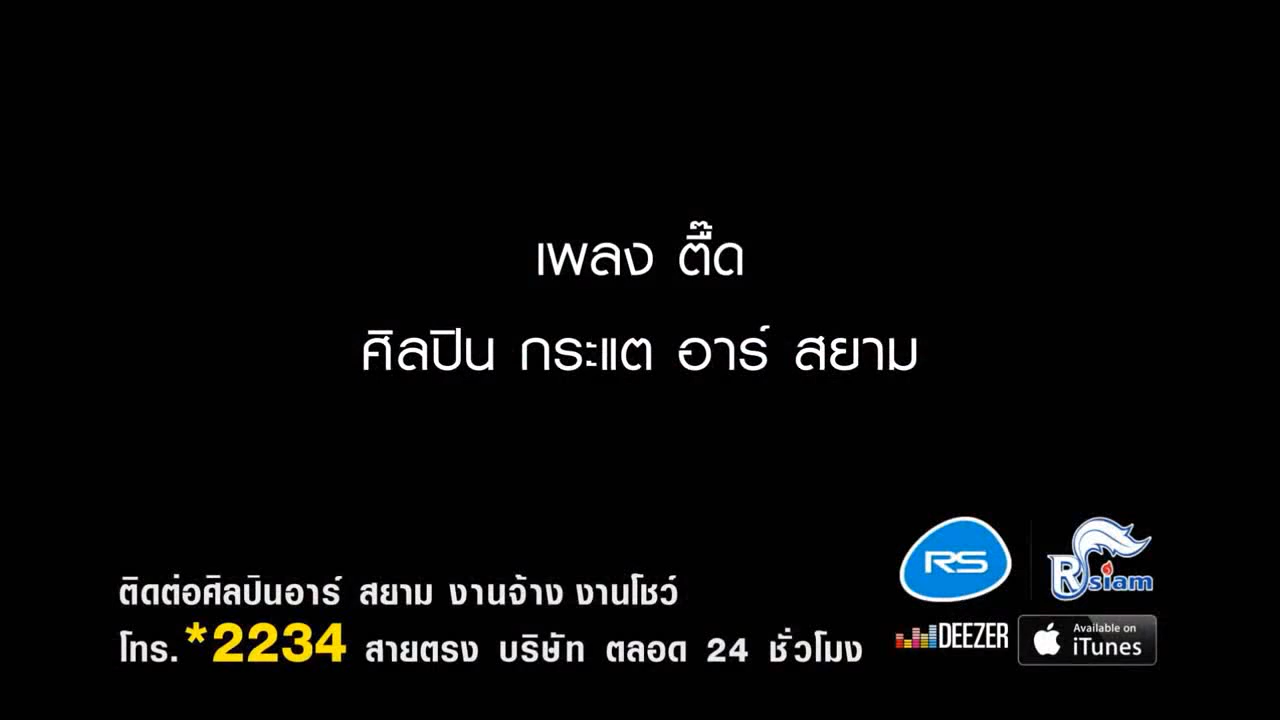 เพลง ตื๊ด
ศิลปิน กระแต อาร์ สยาม
RS
Rsiam
ติดต่อศิลปินอาร์ สยาม งานจ้าง งานโชว์
โทร. *2234 สายตรง บริษัท ตลอด 24 ชั่วโมง
DEEZER
Available on
iTunes